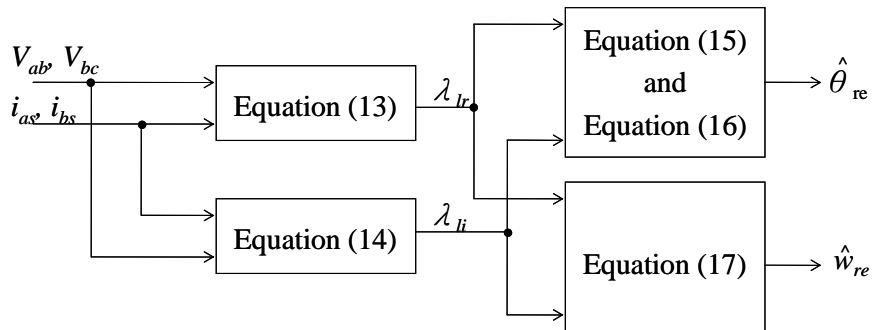 V_ab, V_bc
i_as, i_bs
Equation (13)
λ_lr
Equation (14)
λ_li
Equation (15)
and
Equation (16)
θ̂_re
Equation (17)
ŵ_re